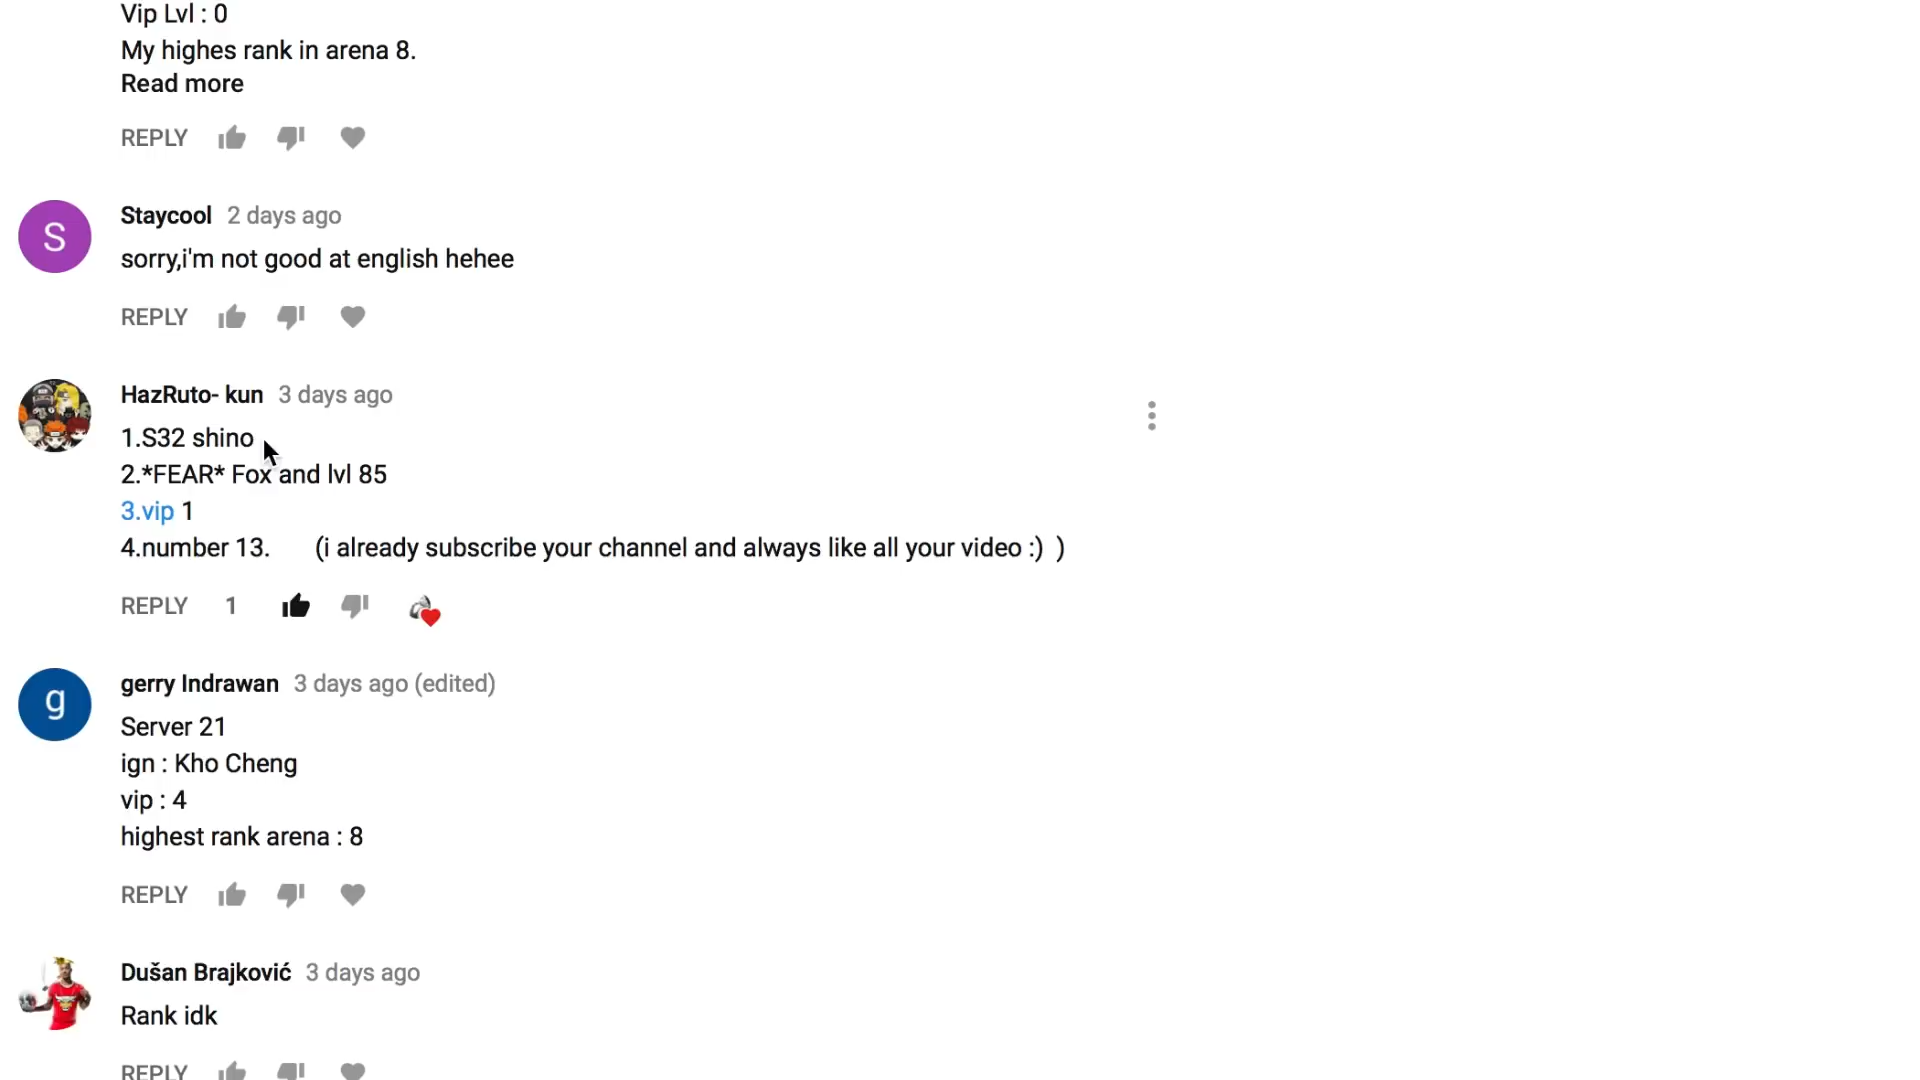 Vip Lvl : 0
My highes rank in arena 8.
Read more
REPLY
S
Staycool 2 days ago
sorry,i'm not good at english hehee
REPLY
HazRuto- kun 3 days ago
1.S32 shino
2.*FEAR* Fox and lvl 85
3.vip 1
4.number 13. (i already subscribe your channel and always like all your video :) )
REPLY 1
g
gerry Indrawan 3 days ago (edited)
Server 21
ign : Kho Cheng
vip : 4
highest rank arena : 8
REPLY
Dušan Brajković 3 days ago
Rank idk
REPLY